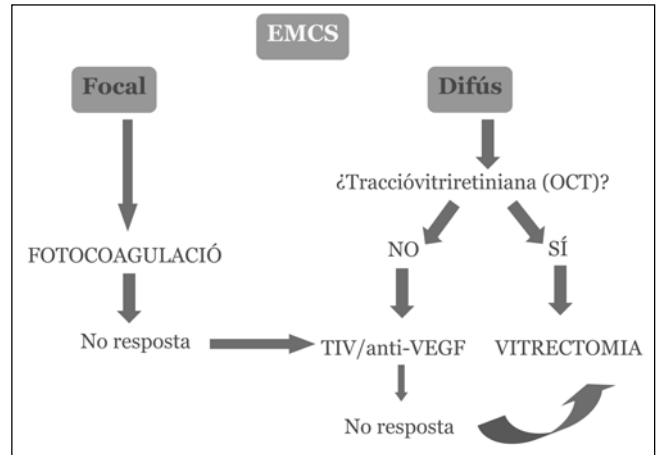 EMCS
Focal
Difús
¿Traccióvitriretiniana (OCT)?
FOTOCOAGULACIÓ
NO
SÍ
No resposta
TIV/anti-VEGF
VITRECTOMIA
No resposta